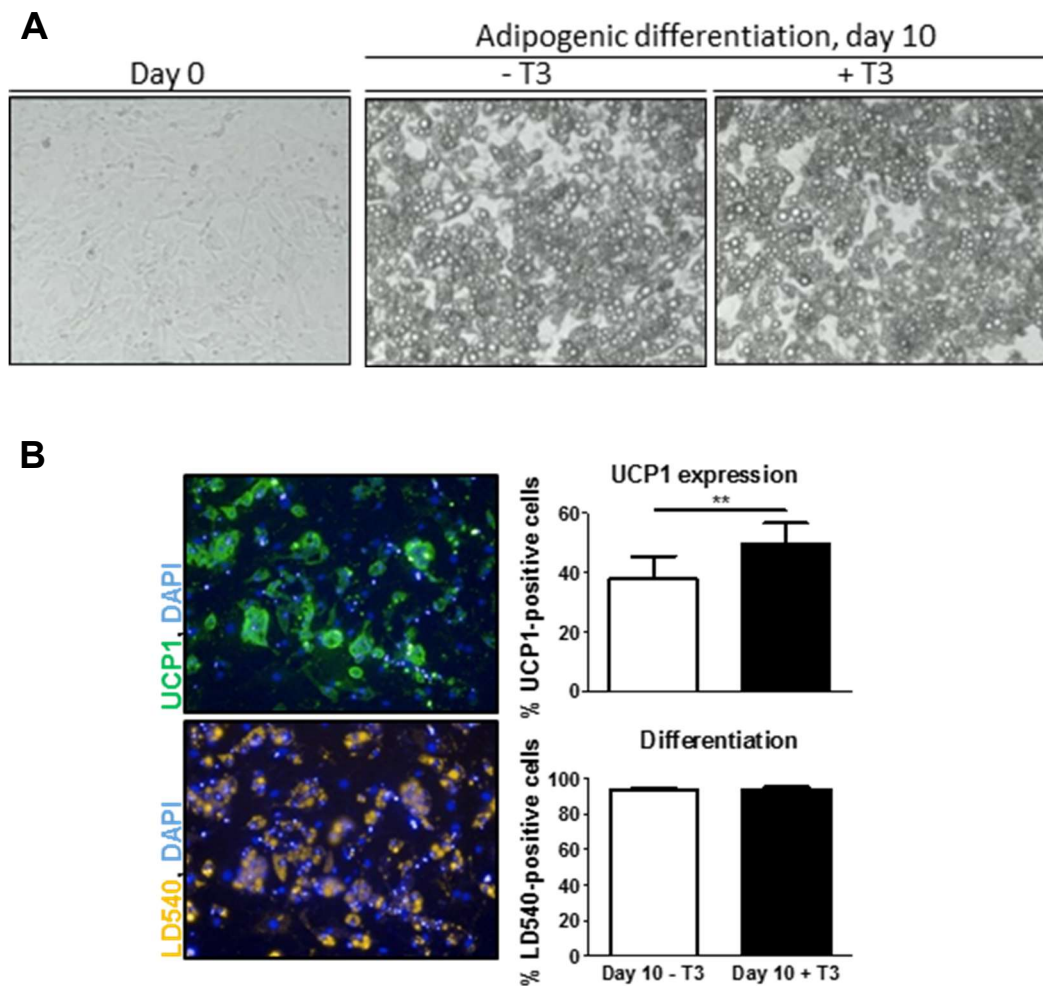 A
Adipogenic differentiation, day 10
Day 0
- T3
+ T3
B
UCP1, DAPI
LD540, DAPI
UCP1 expression
**
% UCP1-positive cells
60
40
20
0
Differentiation
% LD540-positive cells
100
80
60
40
20
0
Day 10 - T3
Day 10 + T3